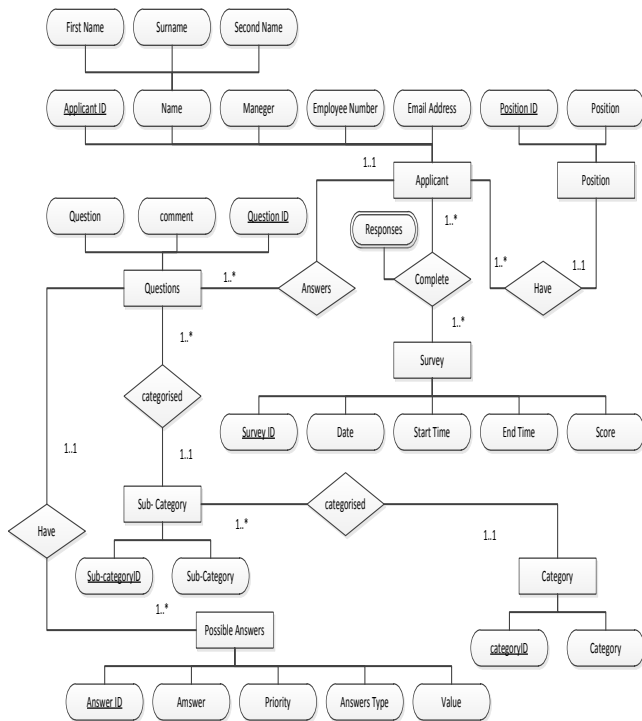 First Name Surname Second Name
Applicant ID Name Maneger Employee Number Email Address Position ID Position
1..1 Applicant Position
Question comment Question ID
Responses 1..*
Questions 1..* Answers Complete 1..* Have 1..1
1..* 1..*
Survey
categorised
Survey ID Date Start Time End Time Score
1..1 1..1
Sub- Category 1..* categorised
Have 1..1
Sub-categoryID Sub-Category Category
1..*
Possible Answers categoryID Category
Answer ID Amswer Priority Answers Type Value